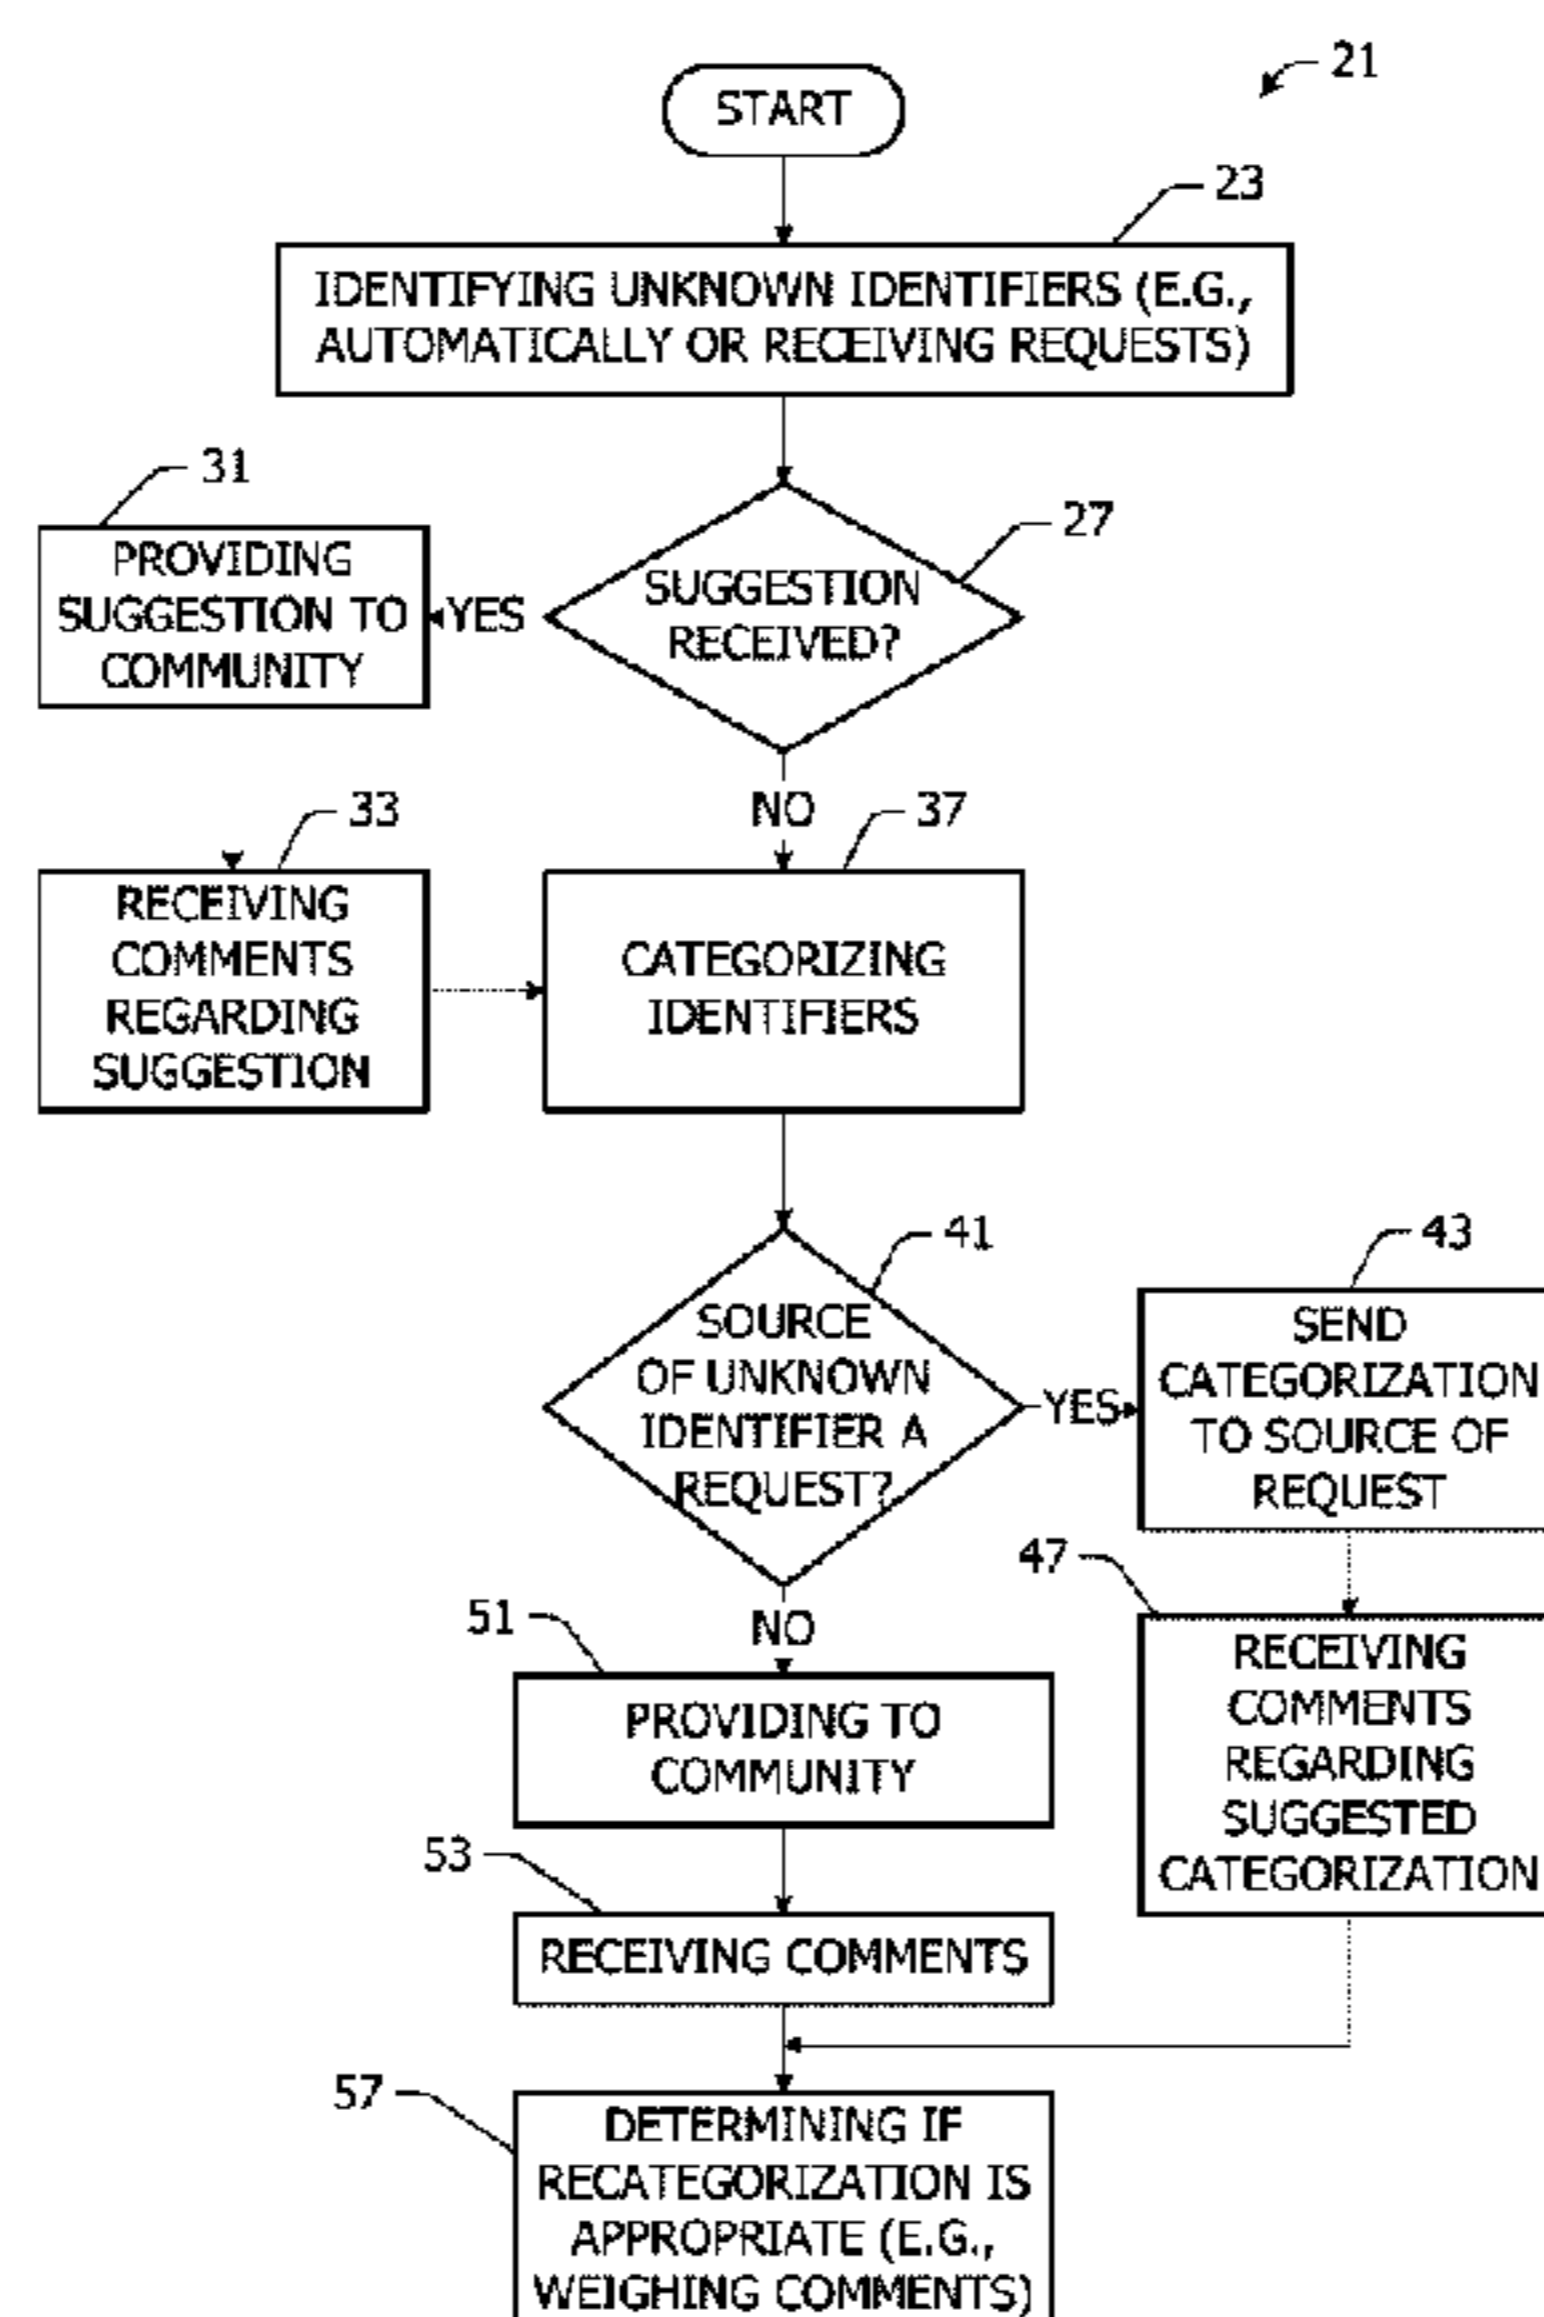 21
START
23
IDENTIFYING UNKNOWN IDENTIFIERS (E.G.,
AUTOMATICALLY OR RECEIVING REQUESTS)
31
PROVIDING
SUGGESTION TO
COMMUNITY
YES
27
SUGGESTION
RECEIVED?
NO
33
RECEIVING
COMMENTS
REGARDING
SUGGESTION
37
CATEGORIZING
IDENTIFIERS
41
SOURCE
OF UNKNOWN
IDENTIFIER A
REQUEST?
YES
43
SEND
CATEGORIZATION
TO SOURCE OF
REQUEST
47
RECEIVING
COMMENTS
REGARDING
SUGGESTED
CATEGORIZATION
NO
51
PROVIDING TO
COMMUNITY
53
RECEIVING COMMENTS
57
DETERMINING IF
RECATEGORIZATION IS
APPROPRIATE (E.G.,
WEIGHING COMMENTS)